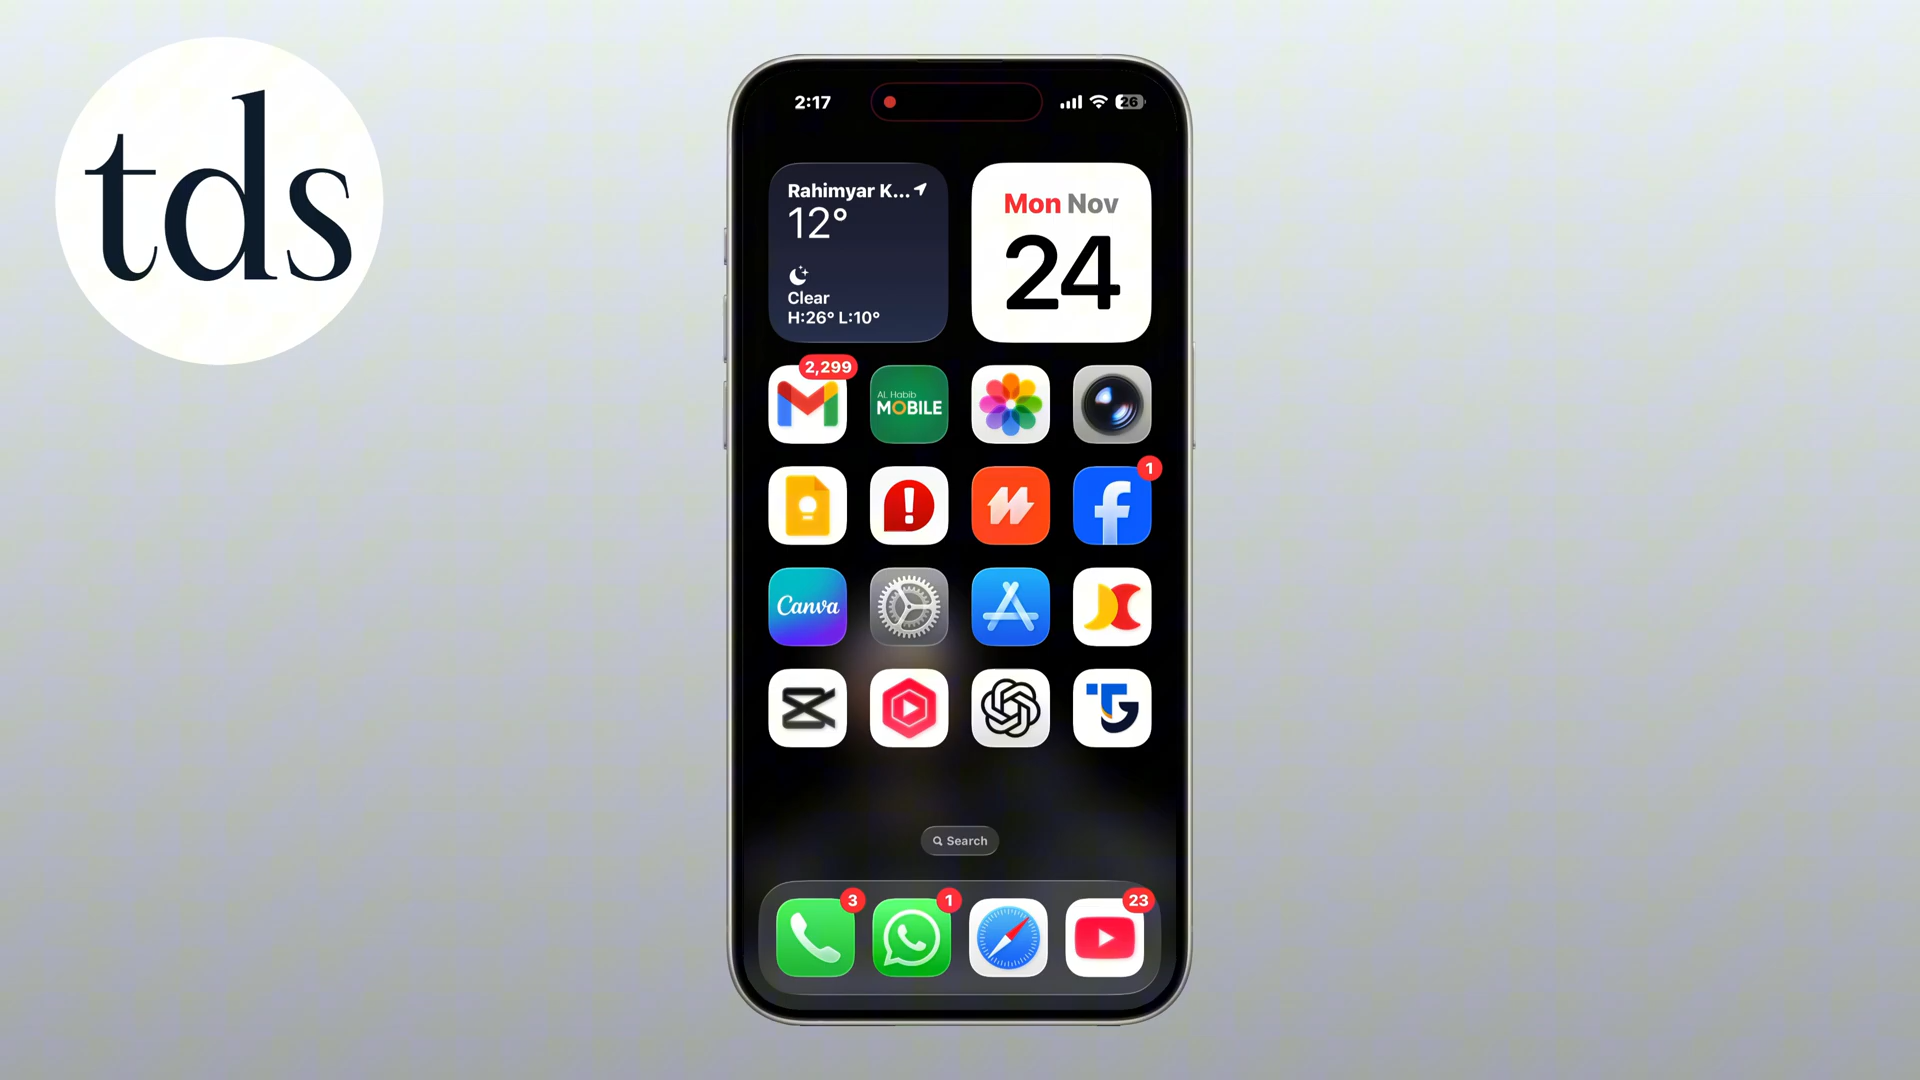 tds
2:17
26
Rahimyar K...
12°
Clear
H:26° L:10°
Mon Nov
24
2,299
AL Habib
MOBILE
1
Canva
Search
3
1
23